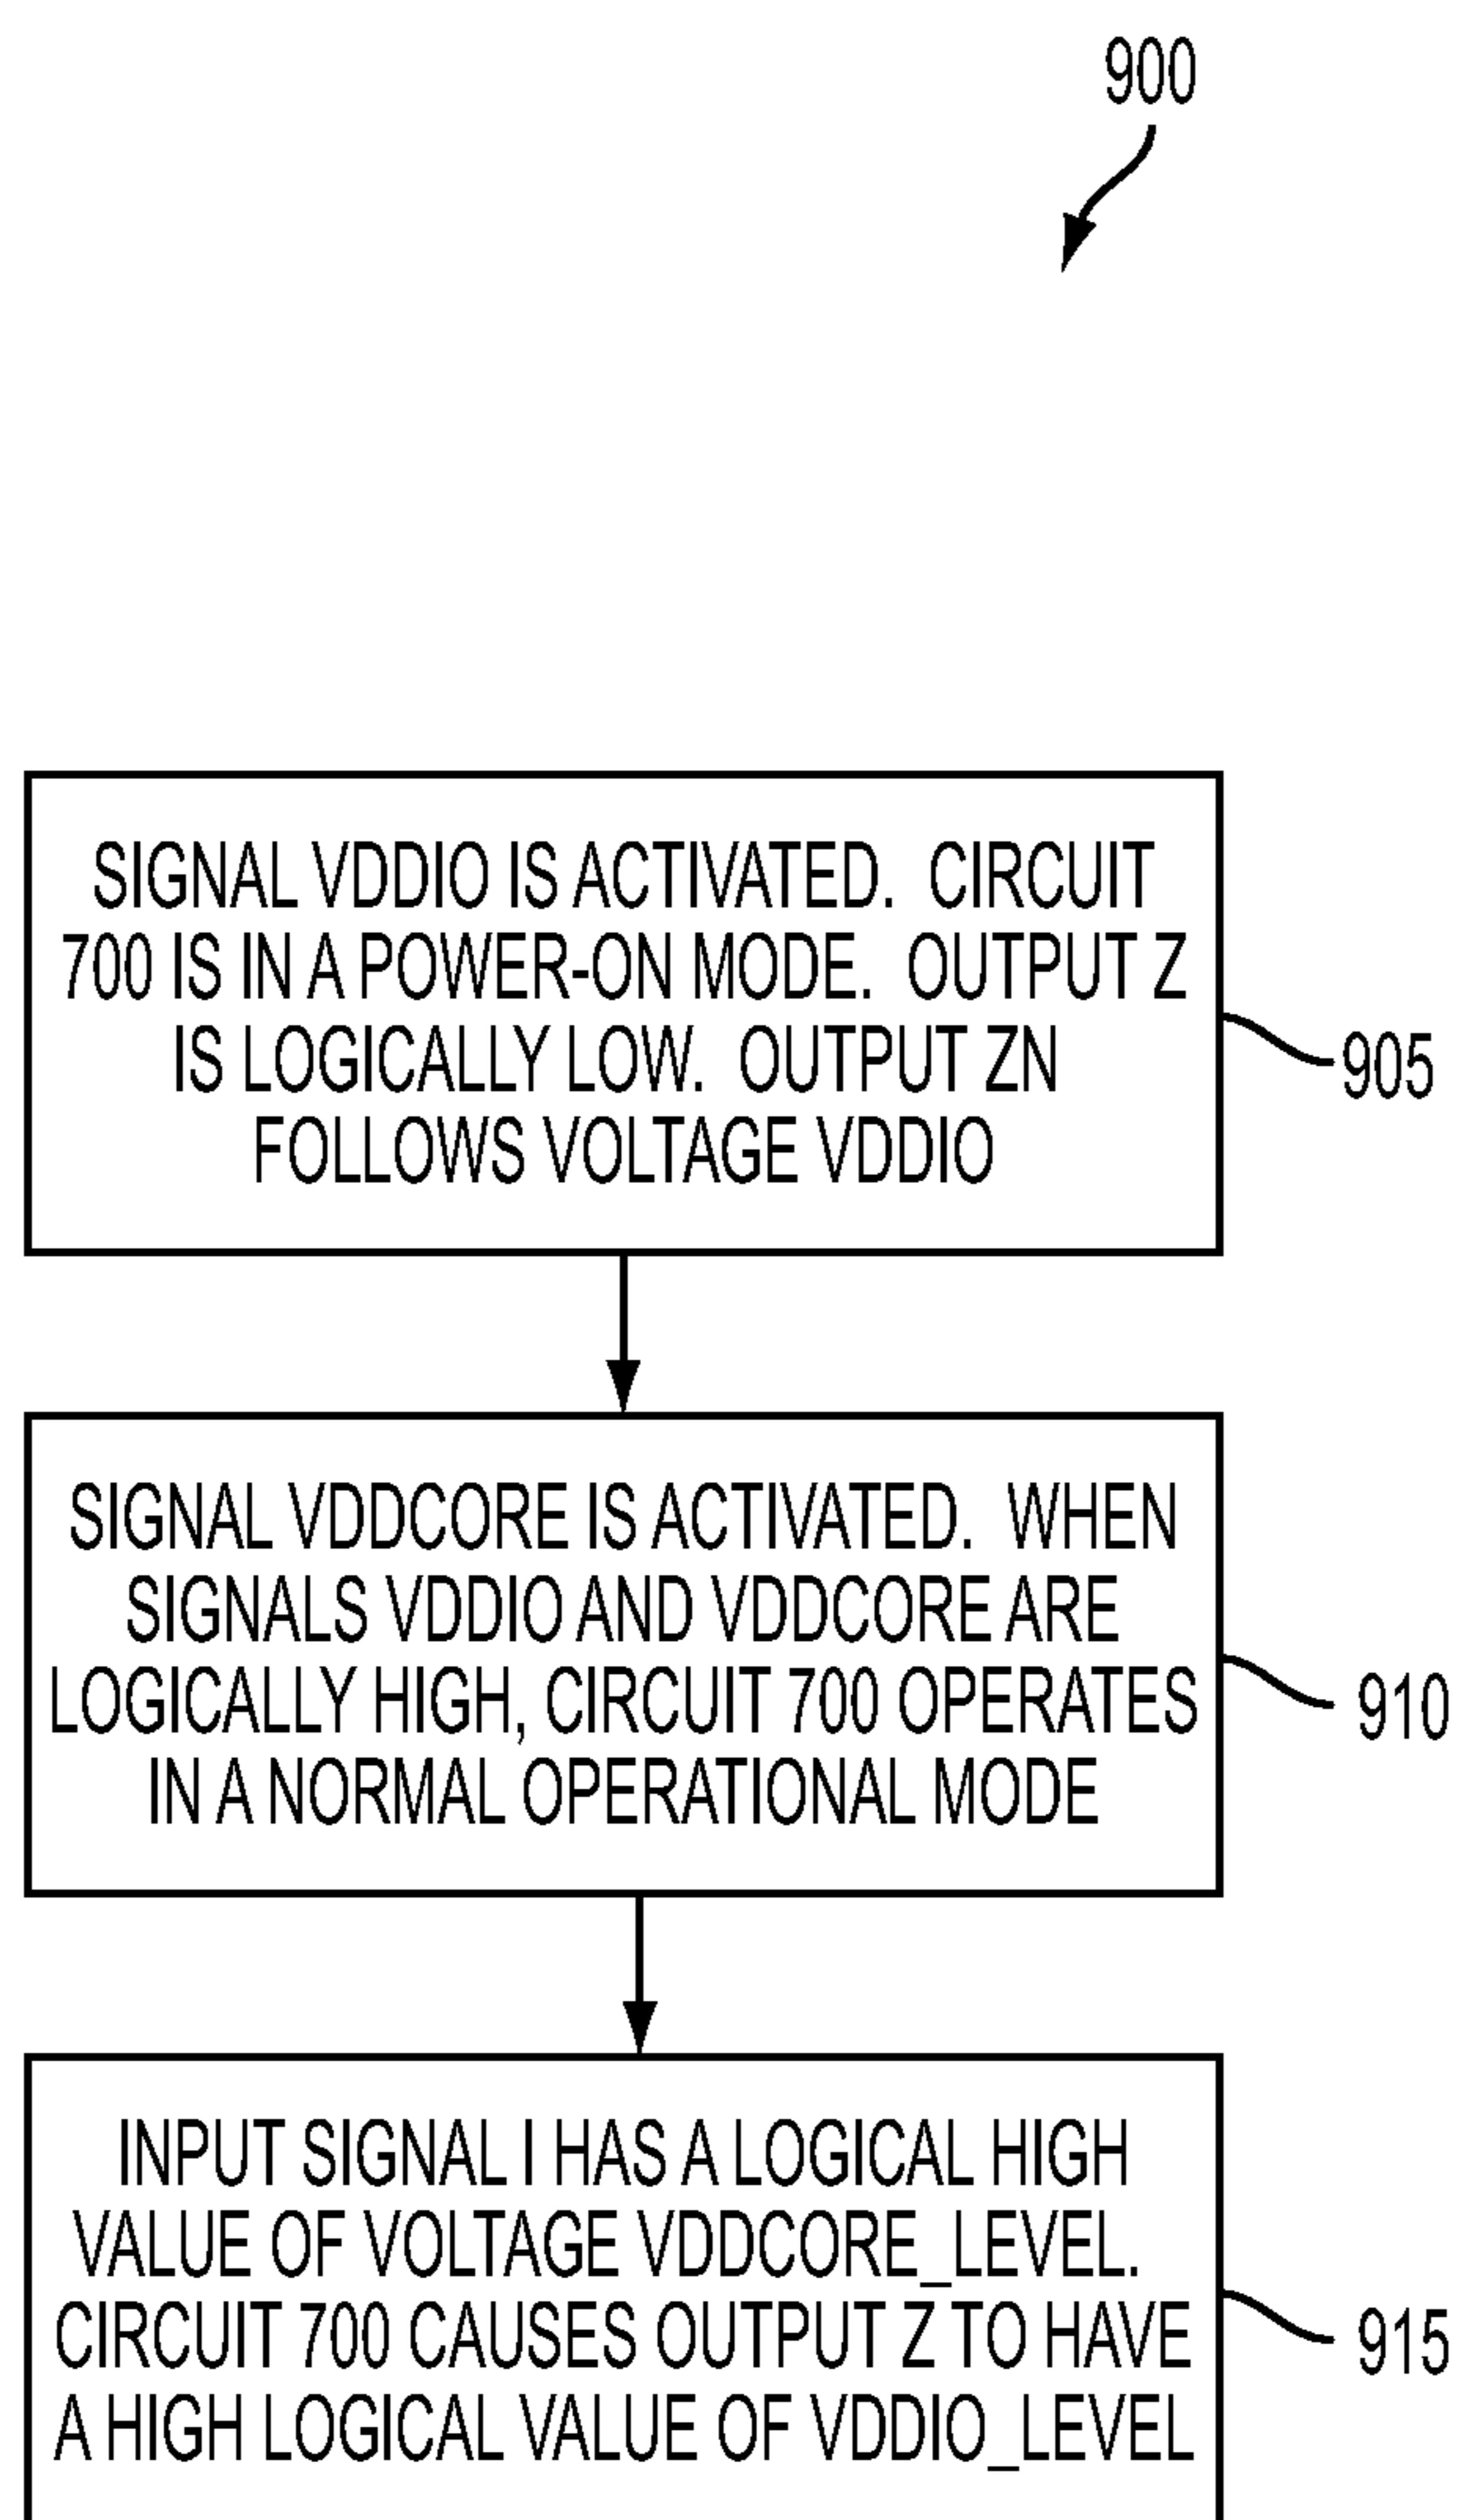 900
SIGNAL VDDIO IS ACTIVATED. CIRCUIT
700 IS IN A POWER-ON MODE. OUTPUT Z
IS LOGICALLY LOW. OUTPUT ZN
FOLLOWS VOLTAGE VDDIO
905
SIGNAL VDDCORE IS ACTIVATED. WHEN
SIGNALS VDDIO AND VDDCORE ARE
LOGICALLY HIGH, CIRCUIT 700 OPERATES
IN A NORMAL OPERATIONAL MODE
910
INPUT SIGNAL I HAS A LOGICAL HIGH
VALUE OF VOLTAGE VDDCORE_LEVEL.
CIRCUIT 700 CAUSES OUTPUT Z TO HAVE
A HIGH LOGICAL VALUE OF VDDIO_LEVEL
915